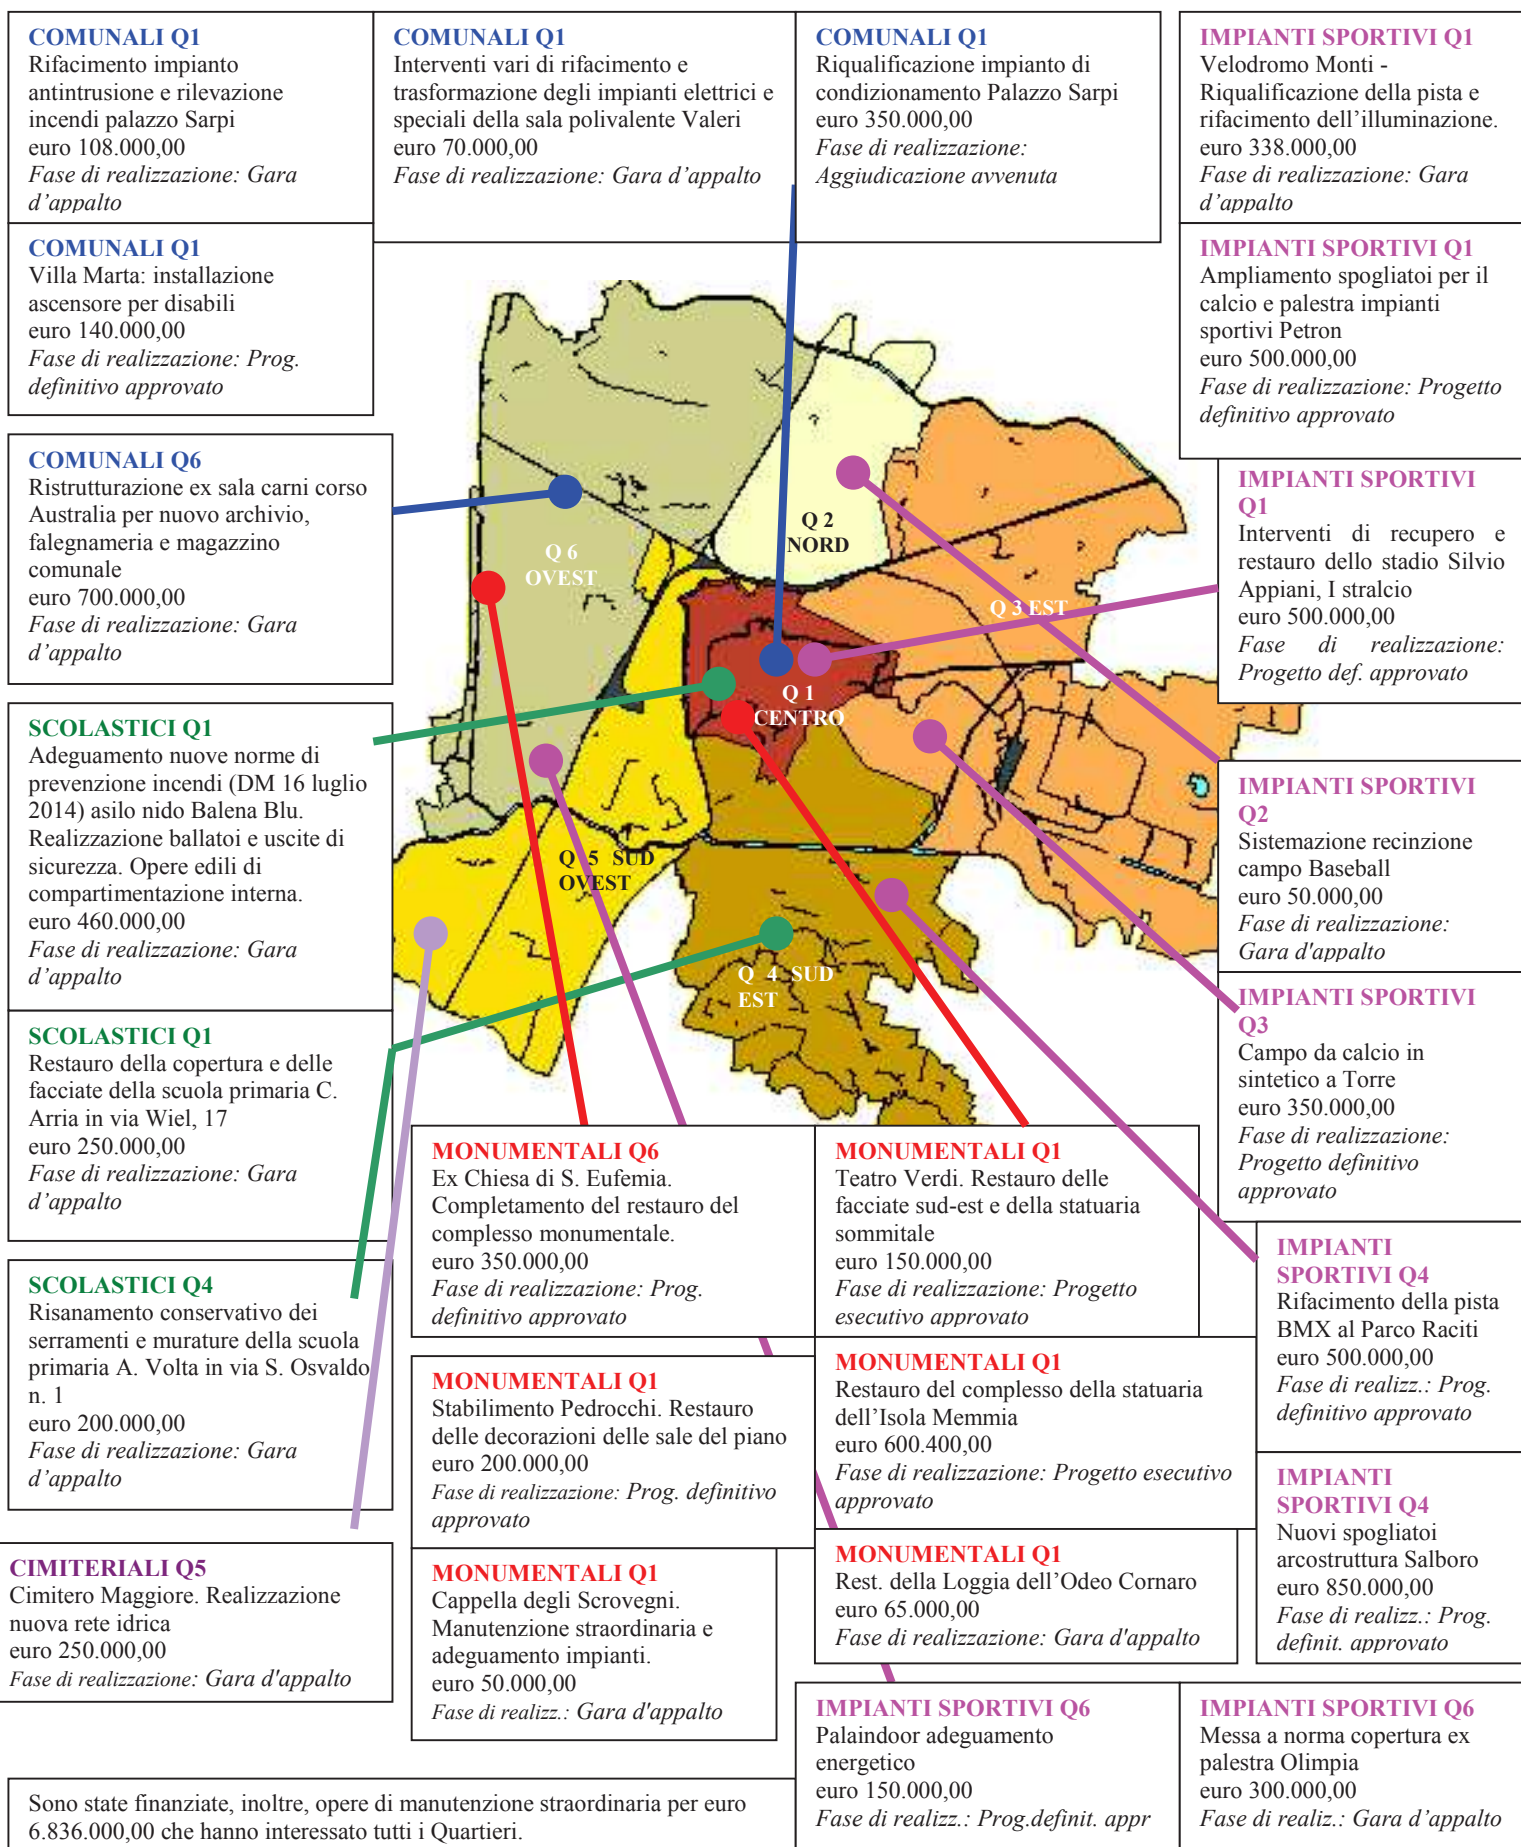 COMUNALI Q1
Rifacimento impianto
antintrusione e rilevazione
incendi palazzo Sarpi
euro 108.000,00
Fase di realizzazione: Gara
d’appalto
COMUNALI Q1
Interventi vari di rifacimento e
trasformazione degli impianti elettrici e
speciali della sala polivalente Valeri
euro 70.000,00
Fase di realizzazione: Gara d’appalto
COMUNALI Q1
Riqualificazione impianto di
condizionamento Palazzo Sarpi
euro 350.000,00
Fase di realizzazione:
Aggiudicazione avvenuta
IMPIANTI SPORTIVI Q1
Velodromo Monti -
Riqualificazione della pista e
rifacimento dell’illuminazione.
euro 338.000,00
Fase di realizzazione: Gara
d’appalto
COMUNALI Q1
Villa Marta: installazione
ascensore per disabili
euro 140.000,00
Fase di realizzazione: Prog.
definitivo approvato
IMPIANTI SPORTIVI Q1
Ampliamento spogliatoi per il
calcio e palestra impianti
sportivi Petron
euro 500.000,00
Fase di realizzazione: Progetto
definitivo approvato
COMUNALI Q6
Ristrutturazione ex sala carni corso
Australia per nuovo archivio,
falegnameria e magazzino
comunale
euro 700.000,00
Fase di realizzazione: Gara
d’appalto
IMPIANTI SPORTIVI
Q1
Interventi di recupero e
restauro dello stadio Silvio
Appiani, I stralcio
euro 500.000,00
Fase di realizzazione:
Progetto def. approvato
Q 2
NORD
Q 6
OVEST
Q 3 EST
Q 1
CENTRO
Q 5 SUD
OVEST
Q 4 SUD
EST
SCOLASTICI Q1
Adeguamento nuove norme di
prevenzione incendi (DM 16 luglio
2014) asilo nido Balena Blu.
Realizzazione ballatoi e uscite di
sicurezza. Opere edili di
compartimentazione interna.
euro 460.000,00
Fase di realizzazione: Gara
d’appalto
IMPIANTI SPORTIVI
Q2
Sistemazione recinzione
campo Baseball
euro 50.000,00
Fase di realizzazione:
Gara d'appalto
IMPIANTI SPORTIVI
Q3
Campo da calcio in
sintetico a Torre
euro 350.000,00
Fase di realizzazione:
Progetto definitivo
approvato
SCOLASTICI Q1
Restauro della copertura e delle
facciate della scuola primaria C.
Arria in via Wiel, 17
euro 250.000,00
Fase di realizzazione: Gara
d’appalto
MONUMENTALI Q6
Ex Chiesa di S. Eufemia.
Completamento del restauro del
complesso monumentale.
euro 350.000,00
Fase di realizzazione: Prog.
definitivo approvato
MONUMENTALI Q1
Teatro Verdi. Restauro delle
facciate sud-est e della statuaria
sommitale
euro 150.000,00
Fase di realizzazione: Progetto
esecutivo approvato
IMPIANTI
SPORTIVI Q4
Rifacimento della pista
BMX al Parco Raciti
euro 500.000,00
Fase di realizz.: Prog.
definitivo approvato
SCOLASTICI Q4
Risanamento conservativo dei
serramenti e murature della scuola
primaria A. Volta in via S. Osvaldo
n. 1
euro 200.000,00
Fase di realizzazione: Gara
d’appalto
MONUMENTALI Q1
Stabilimento Pedrocchi. Restauro
delle decorazioni delle sale del piano
euro 200.000,00
Fase di realizzazione: Prog. definitivo
approvato
MONUMENTALI Q1
Restauro del complesso della statuaria
dell’Isola Memmia
euro 600.400,00
Fase di realizzazione: Progetto esecutivo
approvato
IMPIANTI
SPORTIVI Q4
Nuovi spogliatoi
arcostruttura Salboro
euro 850.000,00
Fase di realizz.: Prog.
definit. approvato
CIMITERIALI Q5
Cimitero Maggiore. Realizzazione
nuova rete idrica
euro 250.000,00
Fase di realizzazione: Gara d'appalto
MONUMENTALI Q1
Cappella degli Scrovegni.
Manutenzione straordinaria e
adeguamento impianti.
euro 50.000,00
Fase di realizz.: Gara d'appalto
MONUMENTALI Q1
Rest. della Loggia dell’Odeo Cornaro
euro 65.000,00
Fase di realizzazione: Gara d'appalto
IMPIANTI SPORTIVI Q6
Palaindoor adeguamento
energetico
euro 150.000,00
Fase di realizz.: Prog.definit. appr
IMPIANTI SPORTIVI Q6
Messa a norma copertura ex
palestra Olimpia
euro 300.000,00
Fase di realiz.: Gara d’appalto
Sono state finanziate, inoltre, opere di manutenzione straordinaria per euro
6.836.000,00 che hanno interessato tutti i Quartieri.